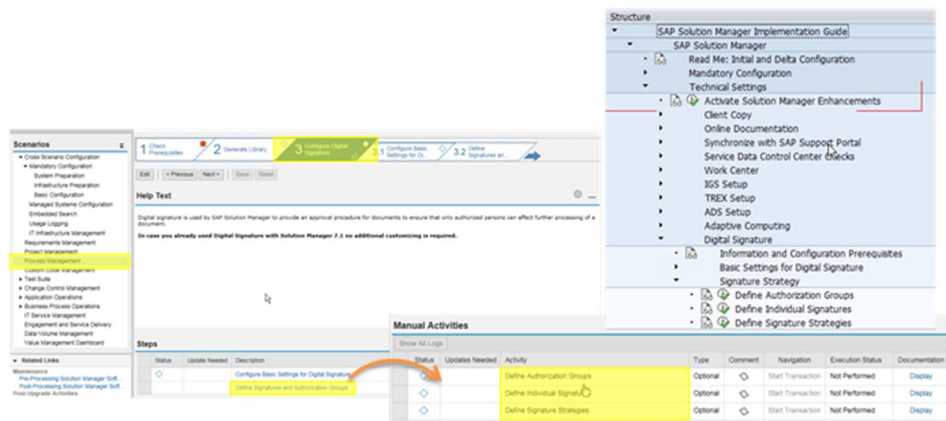 Structure
SAP Solution Manager Implementation Guide
SAP Solution Manager
Read Me: Initial and Delta Configuration
Mandatory Configuration
Technical Settings
Activate Solution Manager Enhancements
Client Copy
Online Documentation
Synchronize with SAP Support Portal
Service Data Control Center Checks
Work Center
IGS Setup
TREX Setup
ADS Setup
Adaptive Computing
Digital Signature
Information and Configuration Prerequisites
Basic Settings for Digital Signature
Signature Strategy
Define Authorization Groups
Define Individual Signatures
Define Signature Strategies
Scenarios
Cross Scenario Configuration
Mandatory Configuration
System Preparation
Infrastructure Preparation
Basic Configuration
Managed Systems Configuration
Embedded Search
Usage Logging
IT Infrastructure Management
Requirements Management
Project Management
Process Management
Custom Code Management
Test Suite
Change Control Management
Application Operations
Business Process Operations
IT Service Management
Engagement and Service Delivery
Data Volume Management
Value Management Dashboard
Related Links
Maintenance
Pre-Processing Solution Manager Soft...
Post-Processing Solution Manager Soft...
Post-Upgrade Activities
1 Check Prerequisites
2 Generate Library
3 Configure Digital Signature
3.1 Configure Basic Settings for Di...
3.2 Define Signatures an...
Edit < Previous Next > Save Reset
Help Text
Digital signature is used by SAP Solution Manager to provide an approval procedure for documents to ensure that only authorized persons can affect further processing of a
document.
In case you already used Digital Signature with Solution Manager 7.1 no additional customizing is required.
Steps
Status Update Needed Description
Configure Basic Settings for Digital Signature
Define Signatures and Authorization Groups
Manual Activities
Show All Logs
Status Updates Needed Activity Type Comment Navigation Execution Status Documentation
Define Authorization Groups Optional Start Transaction Not Performed Display
Define Individual Signatures Optional Start Transaction Not Performed Display
Define Signature Strategies Optional Start Transaction Not Performed Display